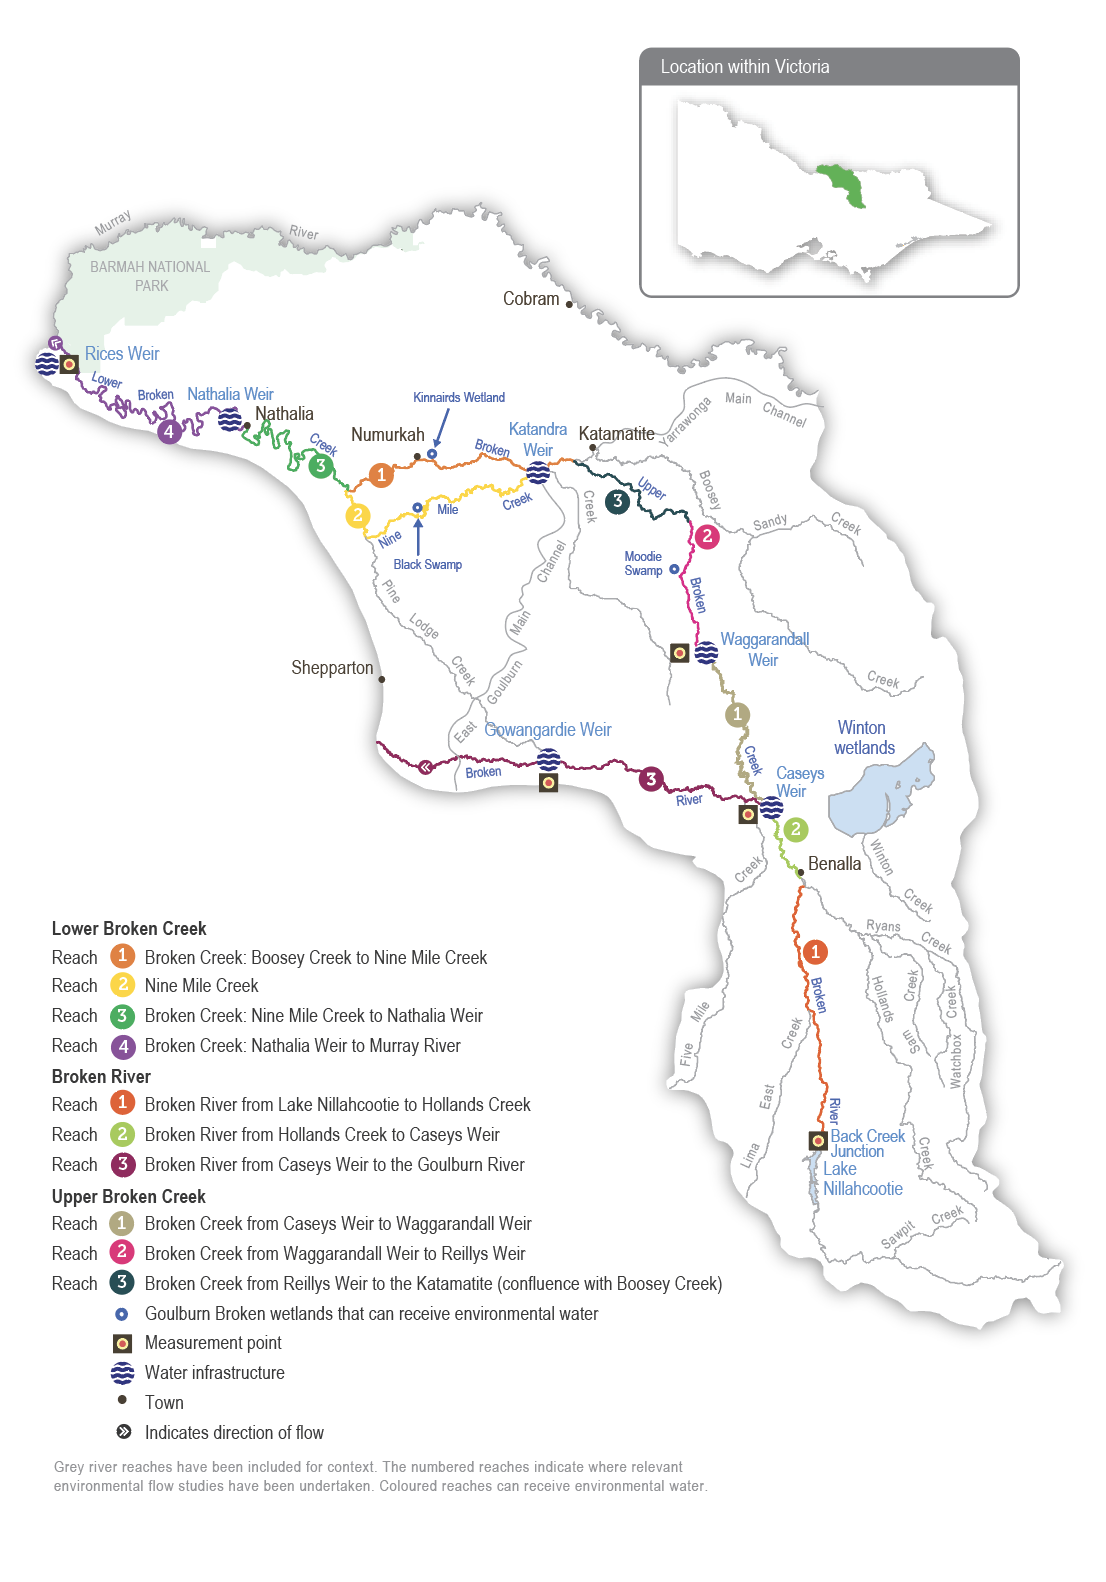 Location within Victoria
Murray
River
BARMAH NATIONAL
PARK
Cobram
Rices Weir
Lower
Broken
Nathalia Weir
Nathalia
4
Creek
3
Kinnairds Wetland
Numurkah
1
Broken
Katandra
Weir
Katamatite
Yarrawonga
Main
Channel
2
Nine
Mile
Creek
Black Swamp
Creek
3
Upper
Boosey
2
Sandy
Creek
Moodie
Swamp
Broken
Channel
Main
Goulburn
East
Pine
Lodge
Creek
Shepparton
Waggarandall
Weir
Creek
1
Creek
Gowangardie Weir
Broken
3
River
Caseys
Weir
Winton
wetlands
2
Benalla
Winton
Creek
Creek
Mile
Five
Ryans
Creek
1
Broken
Hollands
Creek
Sam
Creek
Watchbox
Creek
East
Lima
River
Back Creek
Junction
Lake
Nillahcootie
Creek
Sawpit
Creek
Lower Broken Creek
Reach 1 Broken Creek: Boosey Creek to Nine Mile Creek
Reach 2 Nine Mile Creek
Reach 3 Broken Creek: Nine Mile Creek to Nathalia Weir
Reach 4 Broken Creek: Nathalia Weir to Murray River
Broken River
Reach 1 Broken River from Lake Nillahcootie to Hollands Creek
Reach 2 Broken River from Hollands Creek to Caseys Weir
Reach 3 Broken River from Caseys Weir to the Goulburn River
Upper Broken Creek
Reach 1 Broken Creek from Caseys Weir to Waggarandall Weir
Reach 2 Broken Creek from Waggarandall Weir to Reillys Weir
Reach 3 Broken Creek from Reillys Weir to the Katamatite (confluence with Boosey Creek)
Goulburn Broken wetlands that can receive environmental water
Measurement point
Water infrastructure
Town
Indicates direction of flow
Grey river reaches have been included for context. The numbered reaches indicate where relevant
environmental flow studies have been undertaken. Coloured reaches can receive environmental water.